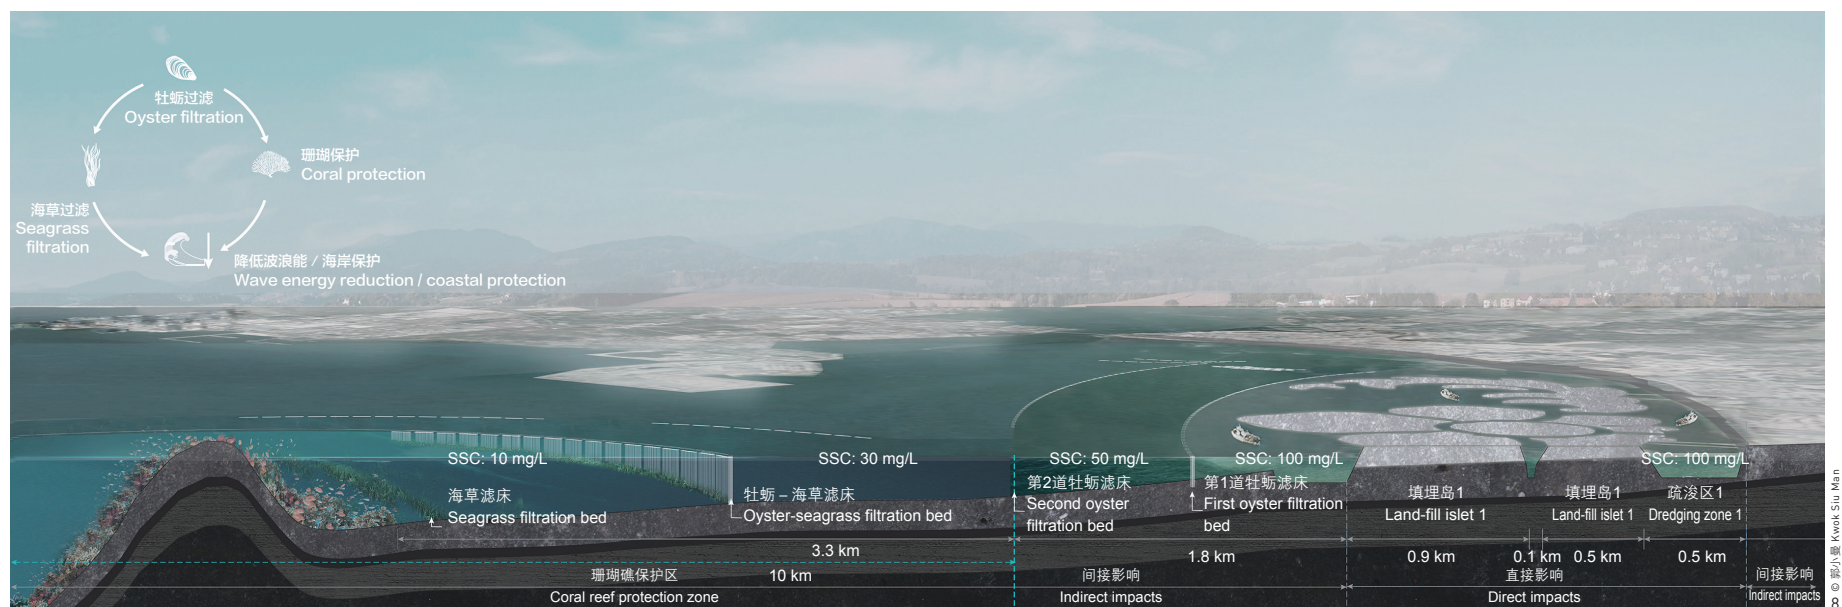 牡蛎过滤
Oyster filtration
珊瑚保护
Coral protection
海草过滤
Seagrass
filtration
降低波浪能 / 海岸保护
Wave energy reduction / coastal protection
SSC: 10 mg/L
SSC: 30 mg/L
SSC: 50 mg/L
SSC: 100 mg/L
SSC: 100 mg/L
海草滤床
Seagrass filtration bed
牡蛎 – 海草滤床
Oyster-seagrass filtration bed
第2道牡蛎滤床
Second oyster
filtration bed
第1道牡蛎滤床
First oyster filtration
bed
填埋岛1
Land-fill islet 1
填埋岛1
Land-fill islet 1
疏浚区1
Dredging zone 1
3.3 km
1.8 km
0.9 km
0.1 km
0.5 km
0.5 km
10 km
珊瑚礁保护区
Coral reef protection zone
间接影响
Indirect impacts
直接影响
Direct impacts
间接影响
Indirect impacts
8 © 郭小曼 Kwok Siu Man